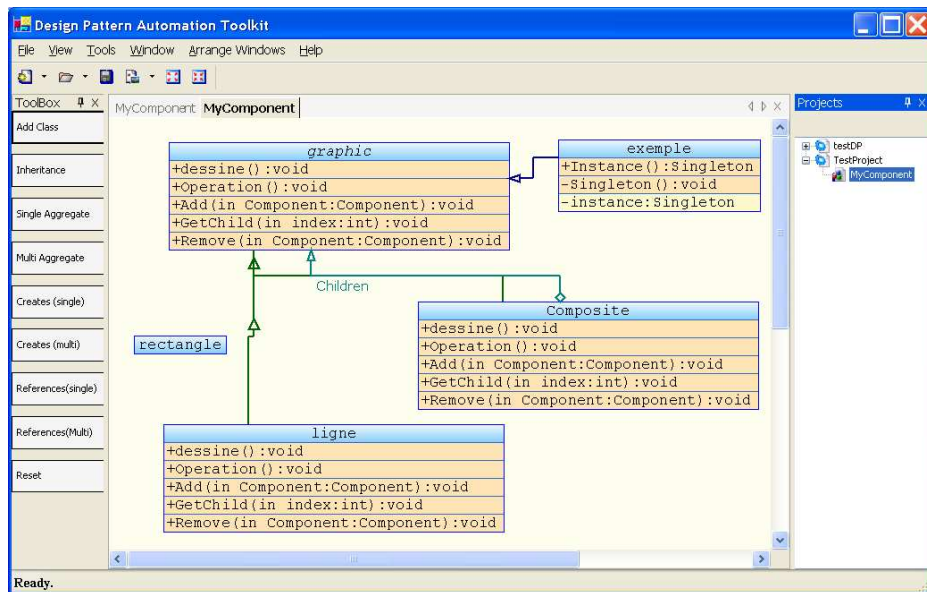 Design Pattern Automation Toolkit
File View Tools Window Arrange Windows Help
ToolBox
Add Class
Inheritance
Single Aggregate
Multi Aggregate
Creates (single)
Creates (multi)
References(single)
References(Multi)
Reset
MyComponent MyComponent
graphic
+dessine():void
+Operation():void
+Add(in Component:Component):void
+GetChild(in index:int):void
+Remove(in Component:Component):void
exemple
+Instance():Singleton
-Singleton():void
-instance:Singleton
Children
Composite
+dessine():void
+Operation():void
+Add(in Component:Component):void
+GetChild(in index:int):void
+Remove(in Component:Component):void
rectangle
ligne
+dessine():void
+Operation():void
+Add(in Component:Component):void
+GetChild(in index:int):void
+Remove(in Component:Component):void
Projects
testDP
TestProject
MyComponent
Ready.